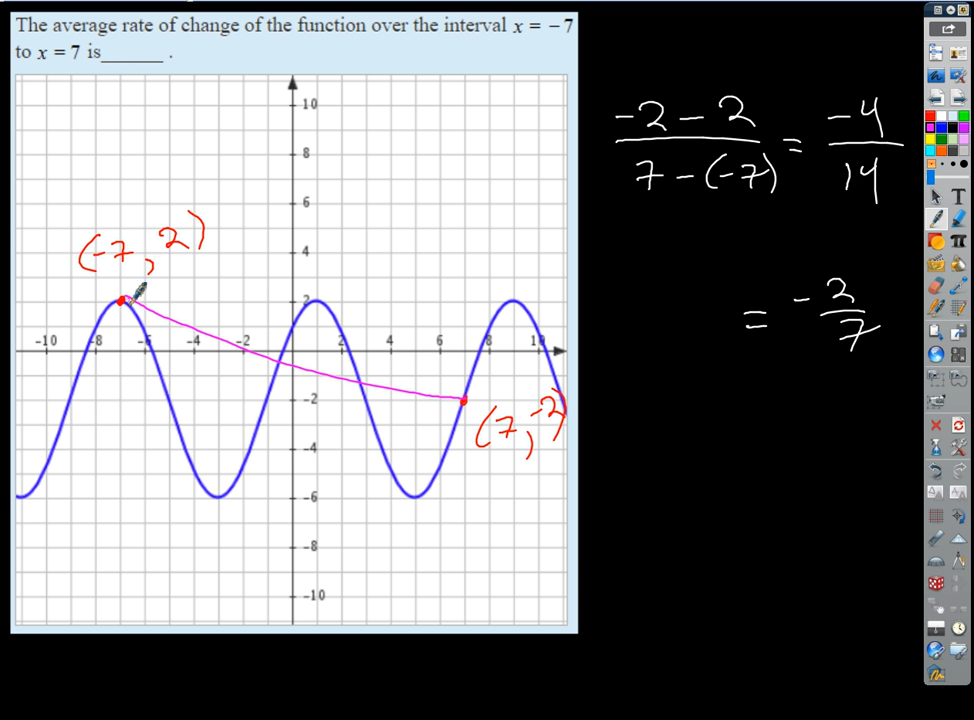 The average rate of change of the function over the interval x = −7
to x = 7 is______ .
-2 - 2
7 - (-7)
= -4
14
= -2
7
(-7, 2)
(7, -2)
10
8
6
4
2
-10 -8 -6 -4 -2 2 4 6 8 10
-2
-4
-6
-8
-10
T
π